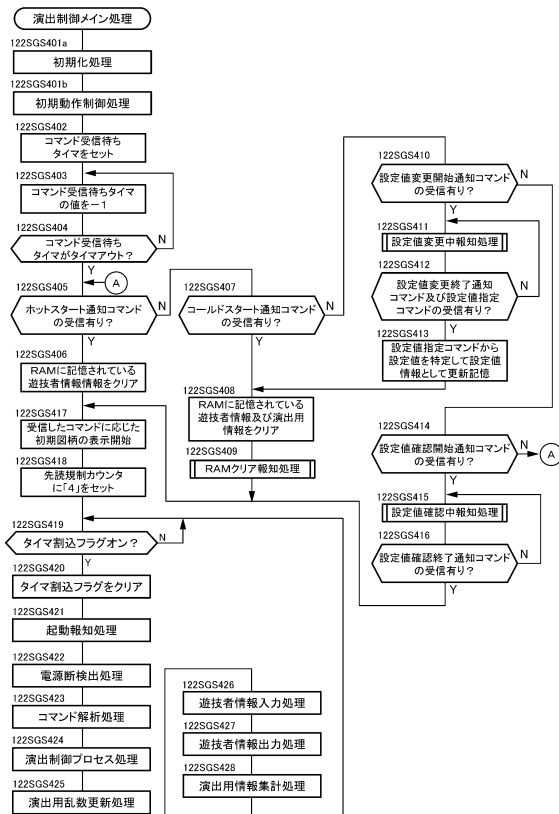 演出制御メイン処理
122SGS401a
初期化処理
122SGS401b
初期動作制御処理
122SGS402
コマンド受信待ち
タイマをセット
122SGS403
コマンド受信待ちタイマ
の値を-1
122SGS404
コマンド受信待ち
タイマがタイマアウト?
N
Y
A
122SGS405
ホットスタート通知コマンド
の受信有り?
N
Y
122SGS406
RAMに記憶されている
遊技者情報情報をクリア
122SGS417
受信したコマンドに応じた
初期図柄の表示開始
122SGS418
先読規制カウンタ
に「4」をセット
122SGS419
タイマ割込フラグオン?
N
Y
122SGS420
タイマ割込フラグをクリア
122SGS421
起動報知処理
122SGS422
電源断検出処理
122SGS423
コマンド解析処理
122SGS424
演出制御プロセス処理
122SGS425
演出用乱数更新処理
122SGS407
コールドスタート通知コマンド
の受信有り?
N
Y
122SGS408
RAMに記憶されている
遊技者情報及び演出用
情報をクリア
122SGS409
RAMクリア報知処理
122SGS426
遊技者情報入力処理
122SGS427
遊技者情報出力処理
122SGS428
演出用情報集計処理
122SGS410
設定値変更開始通知コマンド
の受信有り?
N
Y
122SGS411
設定値変更中報知処理
122SGS412
設定値変更終了通知
コマンド及び設定値指定
コマンドの受信有り?
N
Y
122SGS413
設定値指定コマンドから
設定値を特定して設定値
情報として更新記憶
122SGS414
設定値確認開始通知コマンド
の受信有り?
N
A
Y
122SGS415
設定値確認中報知処理
122SGS416
設定値確認終了通知コマンド
の受信有り?
N
Y